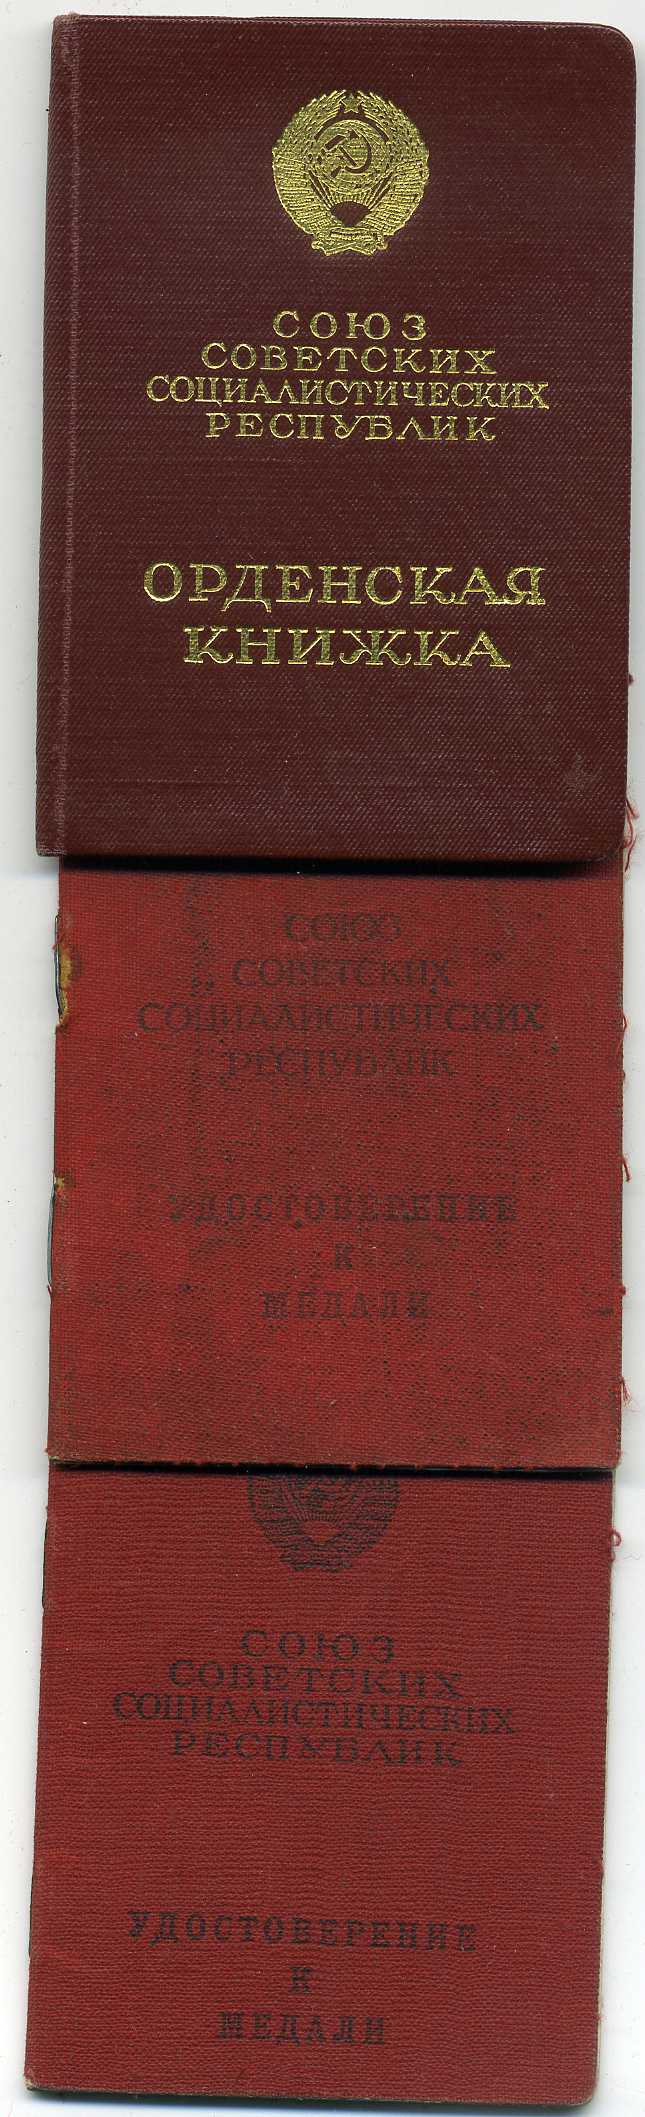 СОЮЗ
СОВЕТСКИХ
СОЦИАЛИСТИЧЕСКИХ
РЕСПУБЛИК
ОРДЕНСКАЯ
КНИЖКА
СОЮЗ
СОВЕТСКИХ
СОЦИАЛИСТИЧЕСКИХ
РЕСПУБЛИК
УДОСТОВЕРЕНИЕ
К
МЕДАЛИ
СОЮЗ
СОВЕТСКИХ
СОЦИАЛИСТИЧЕСКИХ
РЕСПУБЛИК
УДОСТОВЕРЕНИЕ
К
МЕДАЛИ